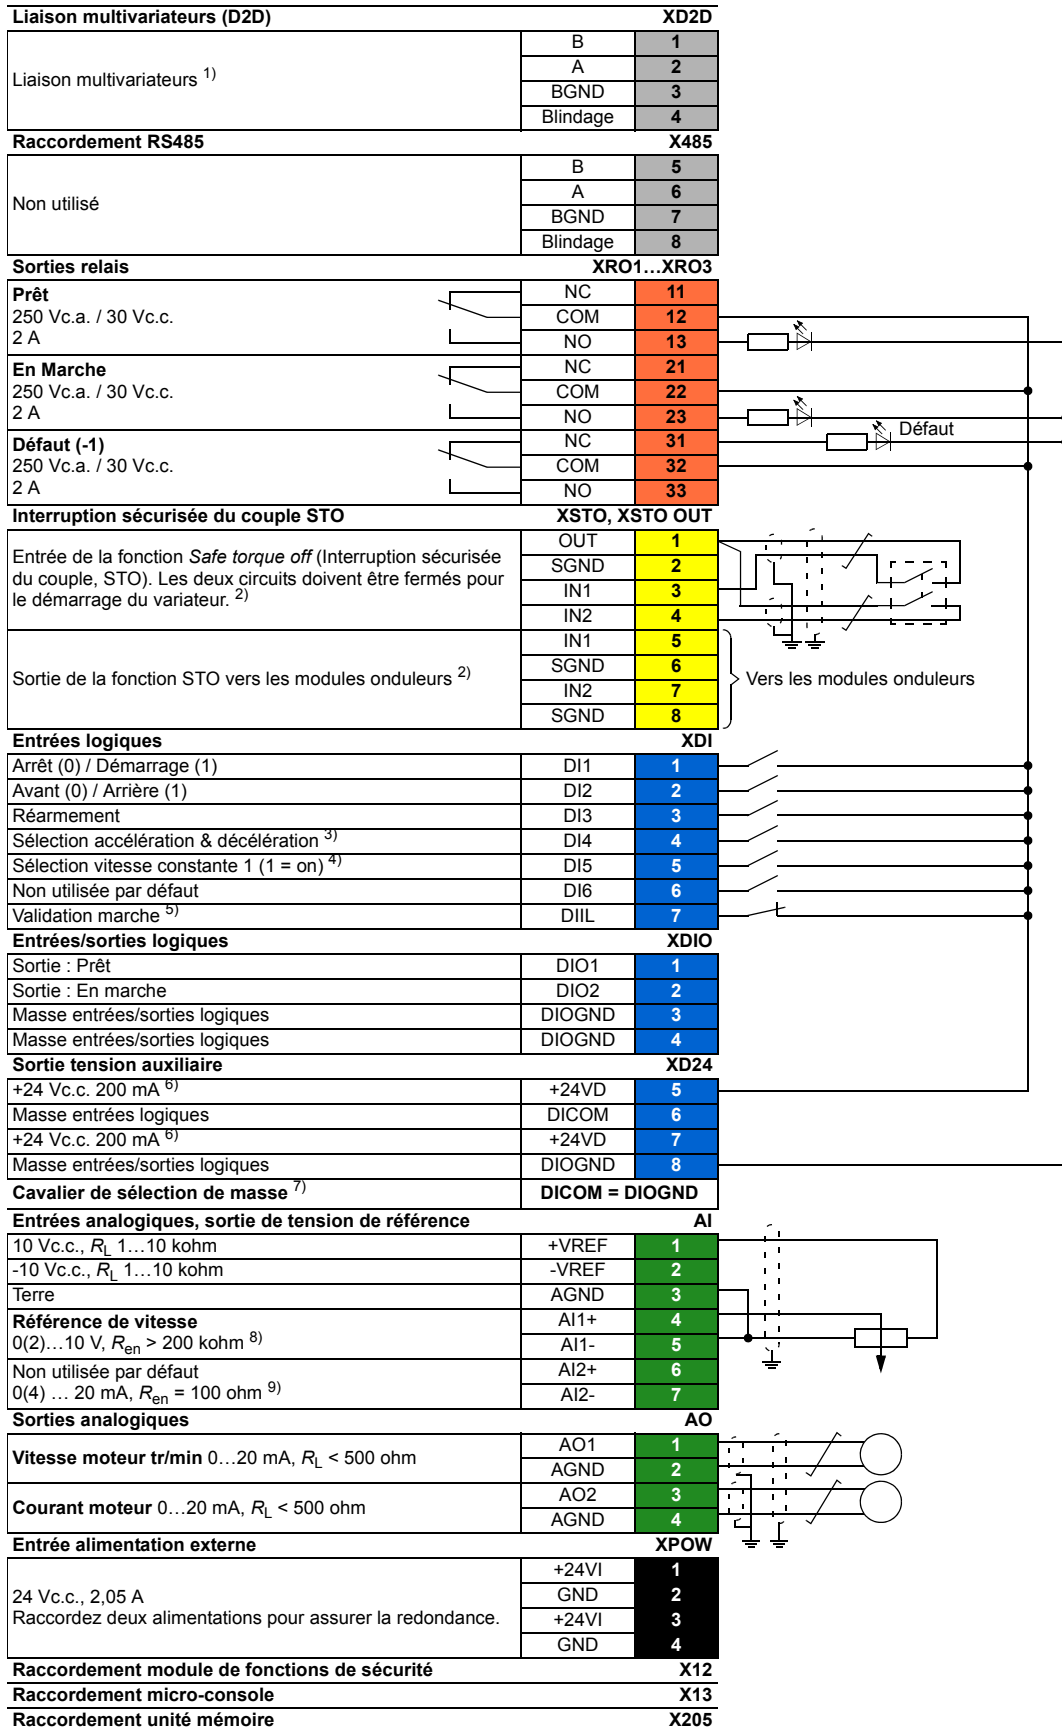 Liaison multivariateurs (D2D) XD2D
Liaison multivariateurs 1)
B 1
A 2
BGND 3
Blindage 4
Raccordement RS485 X485
Non utilisé
B 5
A 6
BGND 7
Blindage 8
Sorties relais XRO1…XRO3
Prêt
250 Vc.a. / 30 Vc.c.
2 A
NC 11
COM 12
NO 13
En Marche
250 Vc.a. / 30 Vc.c.
2 A
NC 21
COM 22
NO 23
Défaut (-1)
250 Vc.a. / 30 Vc.c.
2 A
NC 31
COM 32
NO 33
Défaut
Interruption sécurisée du couple STO XSTO, XSTO OUT
Entrée de la fonction Safe torque off (Interruption sécurisée
du couple, STO). Les deux circuits doivent être fermés pour
le démarrage du variateur. 2)
OUT 1
SGND 2
IN1 3
IN2 4
Sortie de la fonction STO vers les modules onduleurs 2)
IN1 5
SGND 6
IN2 7
SGND 8
Vers les modules onduleurs
Entrées logiques XDI
Arrêt (0) / Démarrage (1) DI1 1
Avant (0) / Arrière (1) DI2 2
Réarmement DI3 3
Sélection accélération & décélération 3) DI4 4
Sélection vitesse constante 1 (1 = on) 4) DI5 5
Non utilisée par défaut DI6 6
Validation marche 5) DIIL 7
Entrées/sorties logiques XDIO
Sortie : Prêt DIO1 1
Sortie : En marche DIO2 2
Masse entrées/sorties logiques DIOGND 3
Masse entrées/sorties logiques DIOGND 4
Sortie tension auxiliaire XD24
+24 Vc.c. 200 mA 6) +24VD 5
Masse entrées logiques DICOM 6
+24 Vc.c. 200 mA 6) +24VD 7
Masse entrées/sorties logiques DIOGND 8
Cavalier de sélection de masse 7) DICOM = DIOGND
Entrées analogiques, sortie de tension de référence AI
10 Vc.c., RL 1…10 kohm +VREF 1
-10 Vc.c., RL 1…10 kohm -VREF 2
Terre AGND 3
Référence de vitesse
0(2)…10 V, Ren > 200 kohm 8)
AI1+ 4
AI1- 5
Non utilisée par défaut
0(4) … 20 mA, Ren = 100 ohm 9)
AI2+ 6
AI2- 7
Sorties analogiques AO
Vitesse moteur tr/min 0…20 mA, RL < 500 ohm
AO1 1
AGND 2
Courant moteur 0…20 mA, RL < 500 ohm
AO2 3
AGND 4
Entrée alimentation externe XPOW
24 Vc.c., 2,05 A
Raccordez deux alimentations pour assurer la redondance.
+24VI 1
GND 2
+24VI 3
GND 4
Raccordement module de fonctions de sécurité X12
Raccordement micro-console X13
Raccordement unité mémoire X205